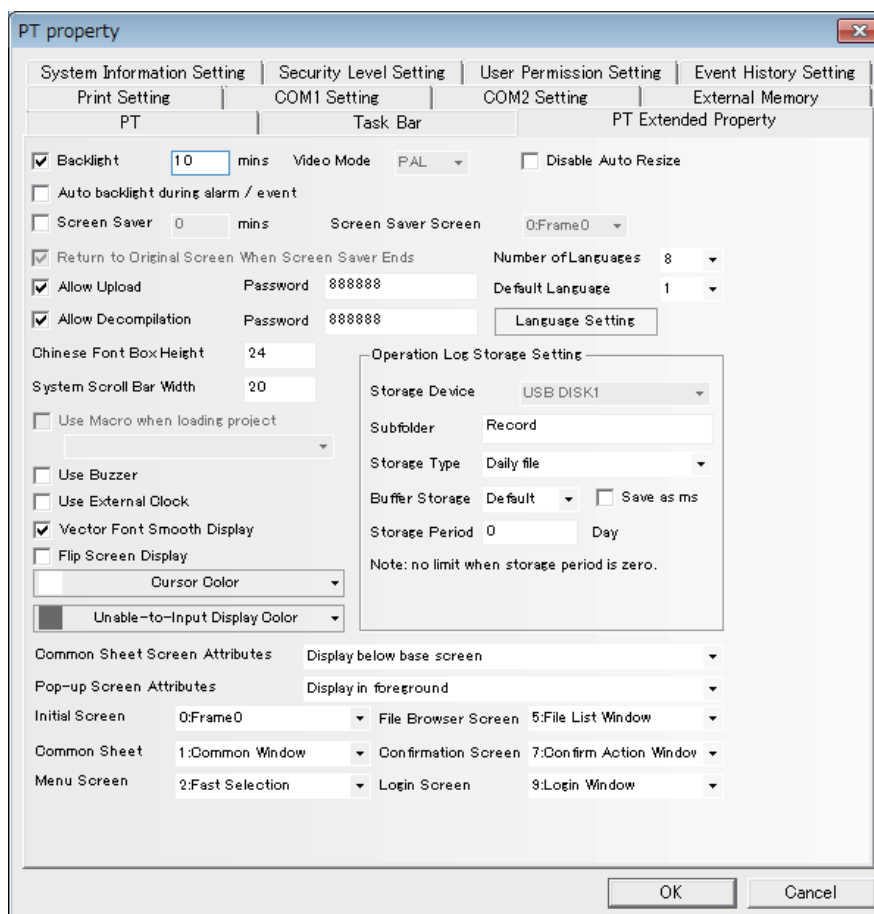 PT property
System Information Setting Security Level Setting User Permission Setting Event History Setting
Print Setting COM1 Setting COM2 Setting External Memory
PT Task Bar PT Extended Property
Backlight 10 mins Video Mode PAL Disable Auto Resize
Auto backlight during alarm / event
Screen Saver 0 mins Screen Saver Screen 0:Frame0
Return to Original Screen When Screen Saver Ends Number of Languages 8
Allow Upload Password 888888 Default Language 1
Allow Decompilation Password 888888 Language Setting
Chinese Font Box Height 24 Operation Log Storage Setting
System Scroll Bar Width 20 Storage Device USB DISK1
Use Macro when loading project Subfolder Record
Storage Type Daily file
Use Buzzer
Use External Clock Buffer Storage Default Save as ms
Vector Font Smooth Display Storage Period 0 Day
Flip Screen Display Note: no limit when storage period is zero.
Cursor Color
Unable-to-Input Display Color
Common Sheet Screen Attributes Display below base screen
Pop-up Screen Attributes Display in foreground
Initial Screen 0:Frame0 File Browser Screen 5:File List Window
Common Sheet 1:Common Window Confirmation Screen 7:Confirm Action Window
Menu Screen 2:Fast Selection Login Screen 9:Login Window
OK Cancel